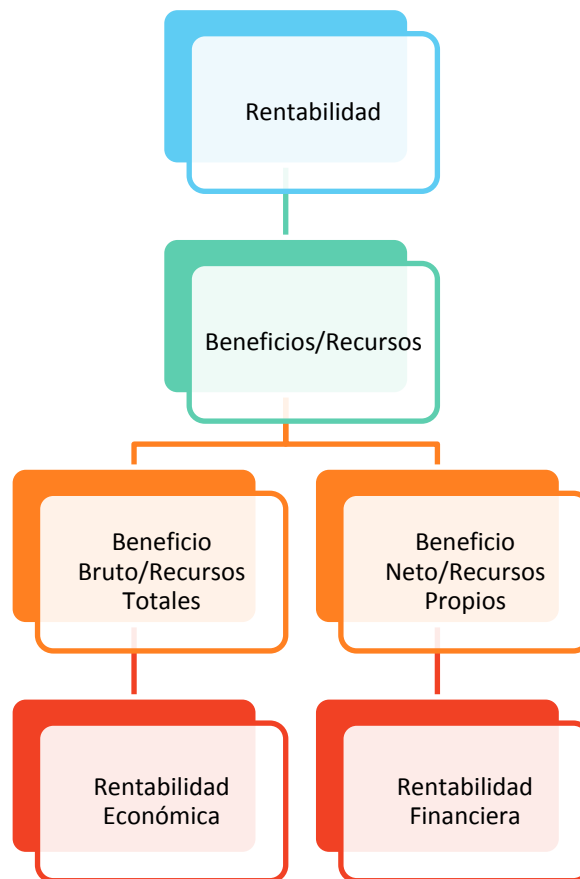 Rentabilidad
Beneficios/Recursos
Beneficio
Bruto/Recursos
Totales
Beneficio
Neto/Recursos
Propios
Rentabilidad
Económica
Rentabilidad
Financiera